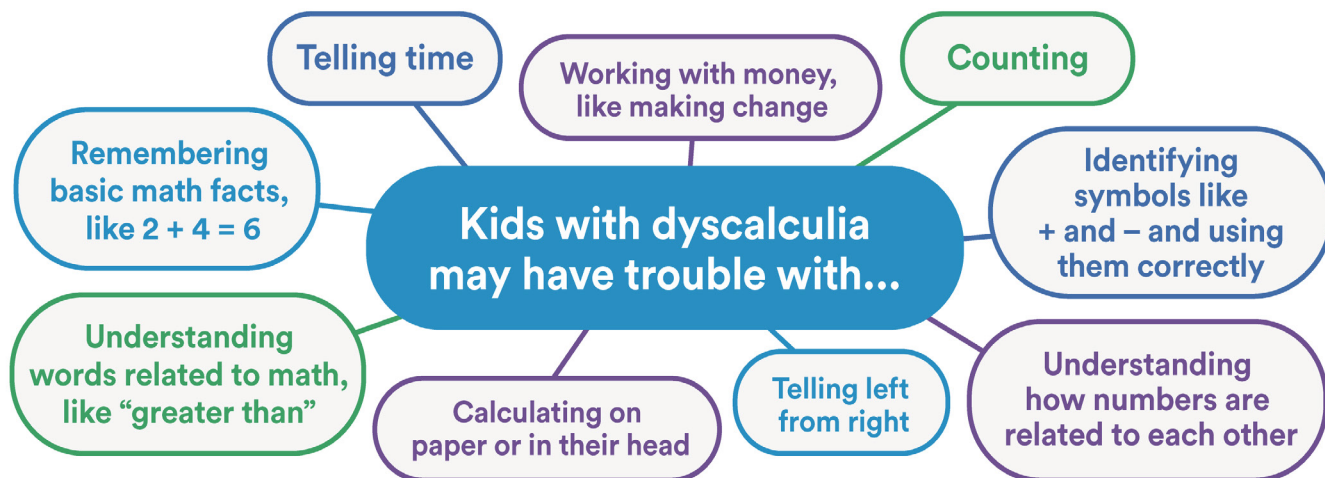 Telling time
Working with money,
like making change
Counting
Remembering
basic math facts,
like 2 + 4 = 6
Kids with dyscalculia
may have trouble with...
Identifying
symbols like
+ and – and using
them correctly
Understanding
words related to math,
like “greater than”
Calculating on
paper or in their head
Telling left
from right
Understanding
how numbers are
related to each other